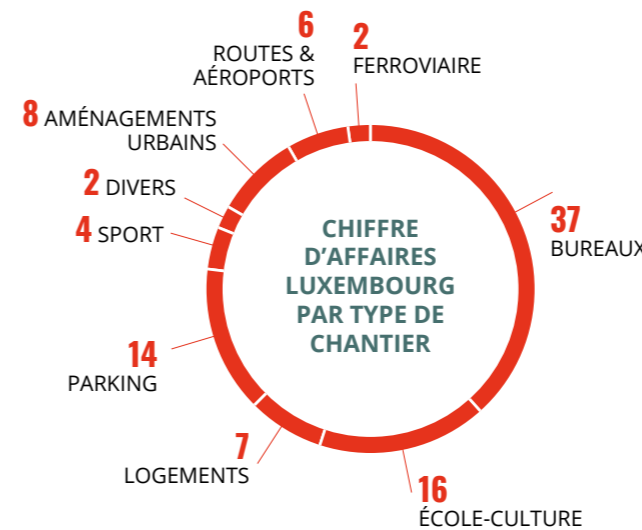 CHIFFRE
D'AFFAIRES
LUXEMBOURG
PAR TYPE DE
CHANTIER
2
FERROVIAIRE
37
BUREAUX
16
ÉCOLE-CULTURE
7
LOGEMENTS
14
PARKING
4 SPORT
2 DIVERS
8 AMÉNAGEMENTS
URBAINS
6
ROUTES &
AÉROPORTS